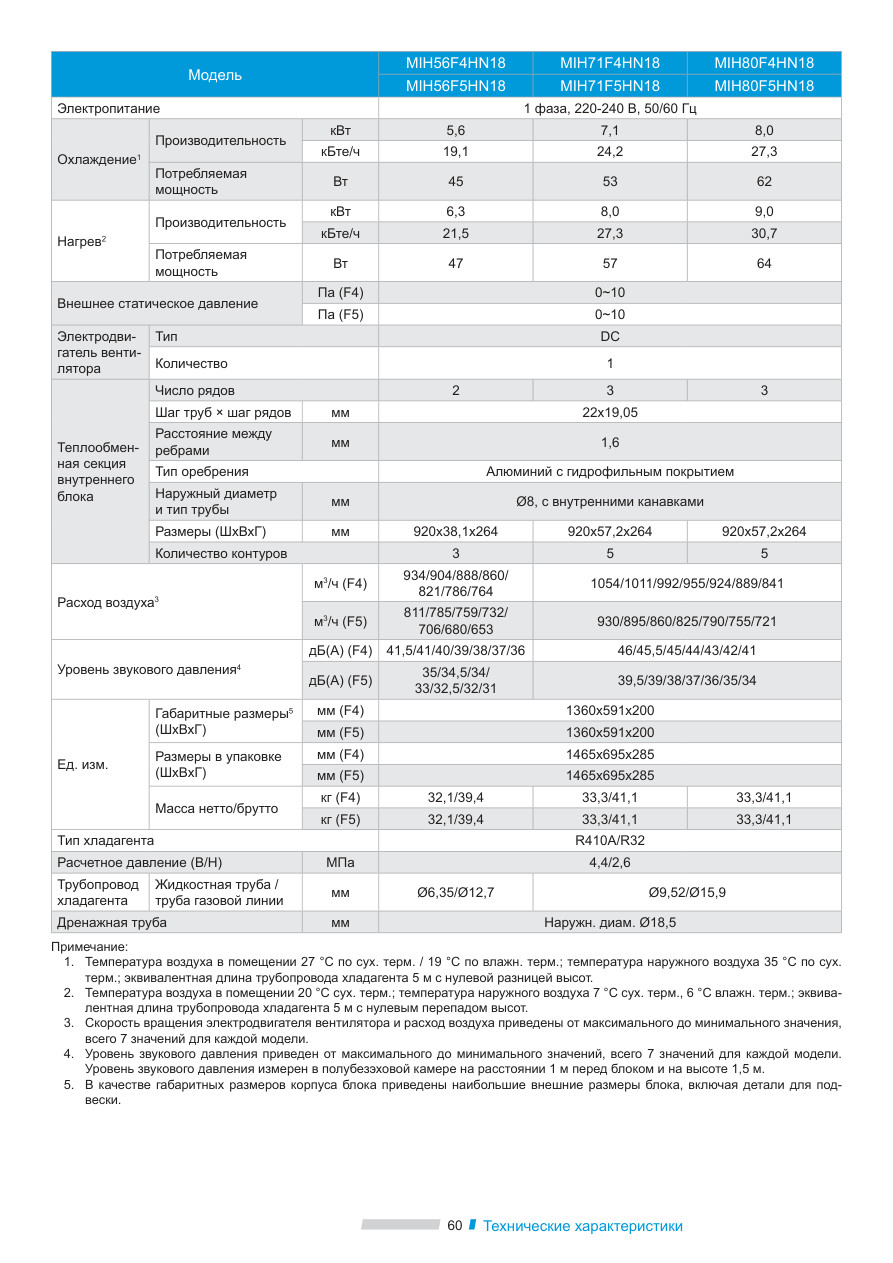 Модель
MIH56F4HN18 MIH71F4HN18 MIH80F4HN18
MIH56F5HN18 MIH71F5HN18 MIH80F5HN18
Электропитание 1 фаза, 220-240 В, 50/60 Гц
Охлаждение¹
Производительность
кВт 5,6 7,1 8,0
кБте/ч 19,1 24,2 27,3
Потребляемая
мощность
Вт 45 53 62
Нагрев²
Производительность
кВт 6,3 8,0 9,0
кБте/ч 21,5 27,3 30,7
Потребляемая
мощность
Вт 47 57 64
Внешнее статическое давление
Па (F4) 0~10
Па (F5) 0~10
Электродви-
гатель венти-
лятора
Тип DC
Количество 1
Теплообмен-
ная секция
внутреннего
блока
Число рядов 2 3 3
Шаг труб × шаг рядов мм 22x19,05
Расстояние между
ребрами
мм 1,6
Тип оребрения Алюминий с гидрофильным покрытием
Наружный диаметр
и тип трубы
мм Ø8, с внутренними канавками
Размеры (ШхВхГ) мм 920x38,1x264 920x57,2x264 920x57,2x264
Количество контуров 3 5 5
Расход воздуха³
м³/ч (F4)
934/904/888/860/
821/786/764
1054/1011/992/955/924/889/841
м³/ч (F5)
811/785/759/732/
706/680/653
930/895/860/825/790/755/721
Уровень звукового давления⁴
дБ(А) (F4) 41,5/41/40/39/38/37/36 46/45,5/45/44/43/42/41
дБ(А) (F5)
35/34,5/34/
33/32,5/32/31
39,5/39/38/37/36/35/34
Ед. изм.
Габаритные размеры⁵
(ШхВхГ)
мм (F4) 1360x591x200
мм (F5) 1360x591x200
Размеры в упаковке
(ШхВхГ)
мм (F4) 1465x695x285
мм (F5) 1465x695x285
Масса нетто/брутто
кг (F4) 32,1/39,4 33,3/41,1 33,3/41,1
кг (F5) 32,1/39,4 33,3/41,1 33,3/41,1
Тип хладагента R410A/R32
Расчетное давление (В/Н) МПа 4,4/2,6
Трубопровод
хладагента
Жидкостная труба /
труба газовой линии
мм Ø6,35/Ø12,7 Ø9,52/Ø15,9
Дренажная труба мм Наружн. диам. Ø18,5
Примечание:
1. Температура воздуха в помещении 27 °C по сух. терм. / 19 °C по влажн. терм.; температура наружного воздуха 35 °C по сух.
терм.; эквивалентная длина трубопровода хладагента 5 м с нулевой разницей высот.
2. Температура воздуха в помещении 20 °C сух. терм.; температура наружного воздуха 7 °C сух. терм., 6 °C влажн. терм.; эквива-
лентная длина трубопровода хладагента 5 м с нулевым перепадом высот.
3. Скорость вращения электродвигателя вентилятора и расход воздуха приведены от максимального до минимального значения,
всего 7 значений для каждой модели.
4. Уровень звукового давления приведен от максимального до минимального значений, всего 7 значений для каждой модели.
Уровень звукового давления измерен в полубезэховой камере на расстоянии 1 м перед блоком и на высоте 1,5 м.
5. В качестве габаритных размеров корпуса блока приведены наибольшие внешние размеры блока, включая детали для под-
вески.
60 Технические характеристики